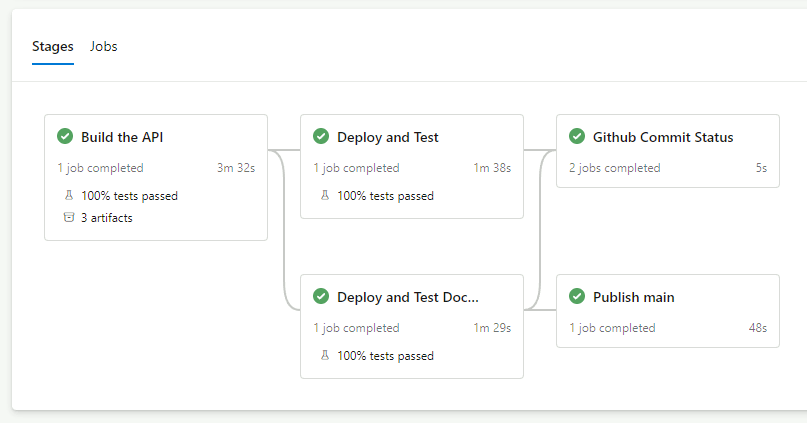 Stages Jobs
Build the API
1 job completed 3m 32s
100% tests passed
3 artifacts
Deploy and Test
1 job completed 1m 38s
100% tests passed
Github Commit Status
2 jobs completed 5s
Deploy and Test Doc...
1 job completed 1m 29s
100% tests passed
Publish main
1 job completed 48s